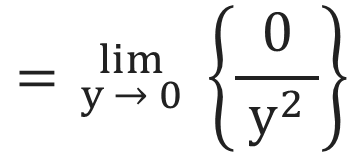 = lim y → 0 { 0 / y² }